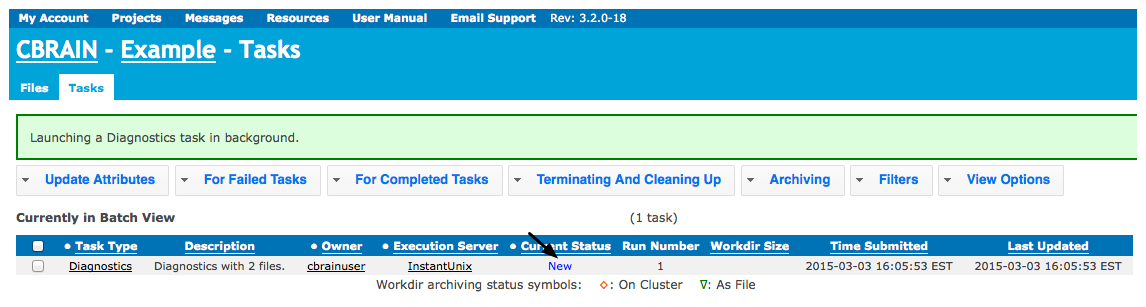 My Account Projects Messages Resources User Manual Email Support Rev: 3.2.0-18
CBRAIN - Example - Tasks
Files Tasks
Launching a Diagnostics task in background.
Update Attributes For Failed Tasks For Completed Tasks Terminating And Cleaning Up Archiving Filters View Options
Currently in Batch View (1 task)
• Task Type Description • Owner • Execution Server • Current Status Run Number Workdir Size Time Submitted Last Updated
Diagnostics Diagnostics with 2 files. cbrainuser InstantUnix New 1 2015-03-03 16:05:53 EST 2015-03-03 16:05:53 EST
Workdir archiving status symbols: ◇: On Cluster ∇: As File